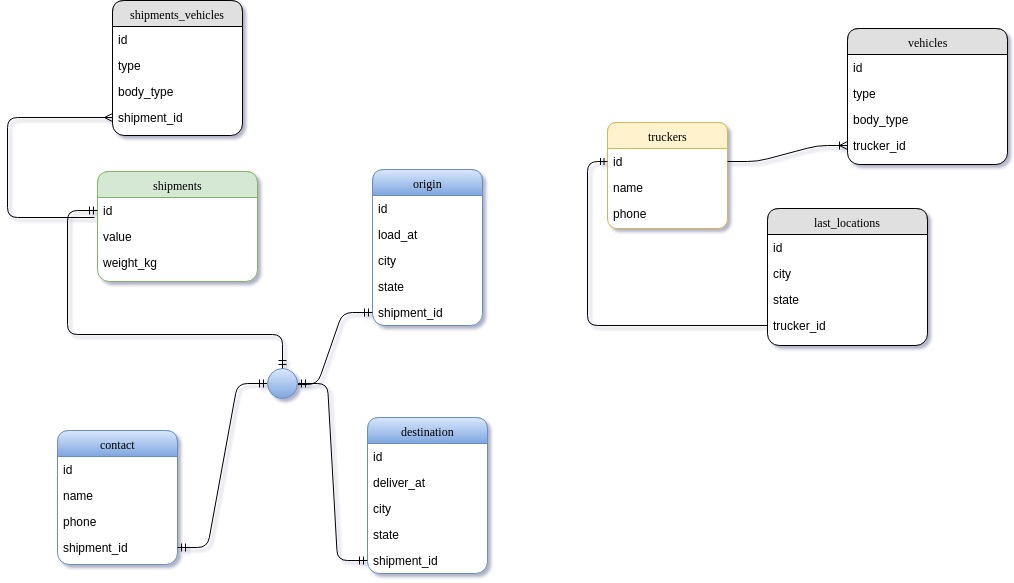 shipments_vehicles
id
type
body_type
shipment_id
shipments
id
value
weight_kg
origin
id
load_at
city
state
shipment_id
contact
id
name
phone
shipment_id
destination
id
deliver_at
city
state
shipment_id
truckers
id
name
phone
vehicles
id
type
body_type
trucker_id
last_locations
id
city
state
trucker_id